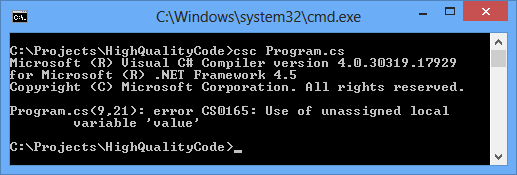 C:\Windows\system32\cmd.exe
C:\Projects\HighQualityCode>csc Program.cs
Microsoft (R) Visual C# Compiler version 4.0.30319.17929
for Microsoft (R) .NET Framework 4.5
Copyright (C) Microsoft Corporation. All rights reserved.
Program.cs(9,21): error CS0165: Use of unassigned local
variable 'value'
C:\Projects\HighQualityCode>_